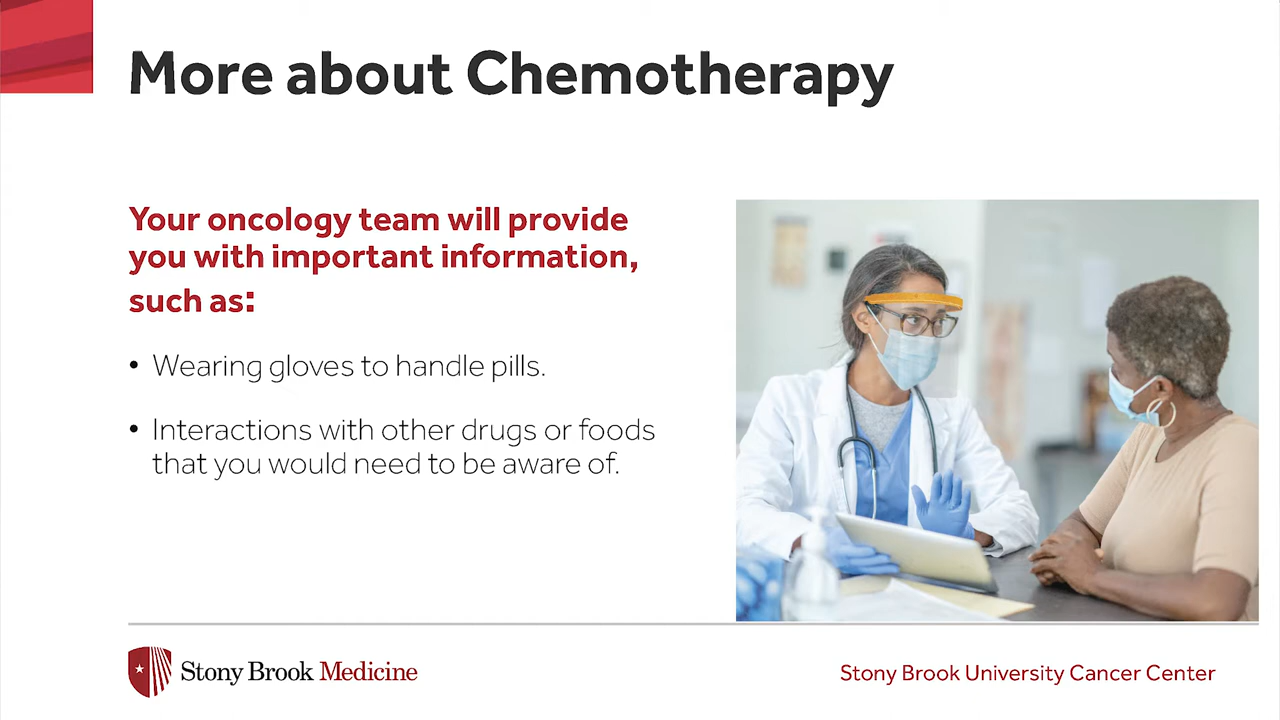 More about Chemotherapy
Your oncology team will provide
you with important information,
such as:
• Wearing gloves to handle pills.
• Interactions with other drugs or foods
that you would need to be aware of.
Stony Brook Medicine
Stony Brook University Cancer Center